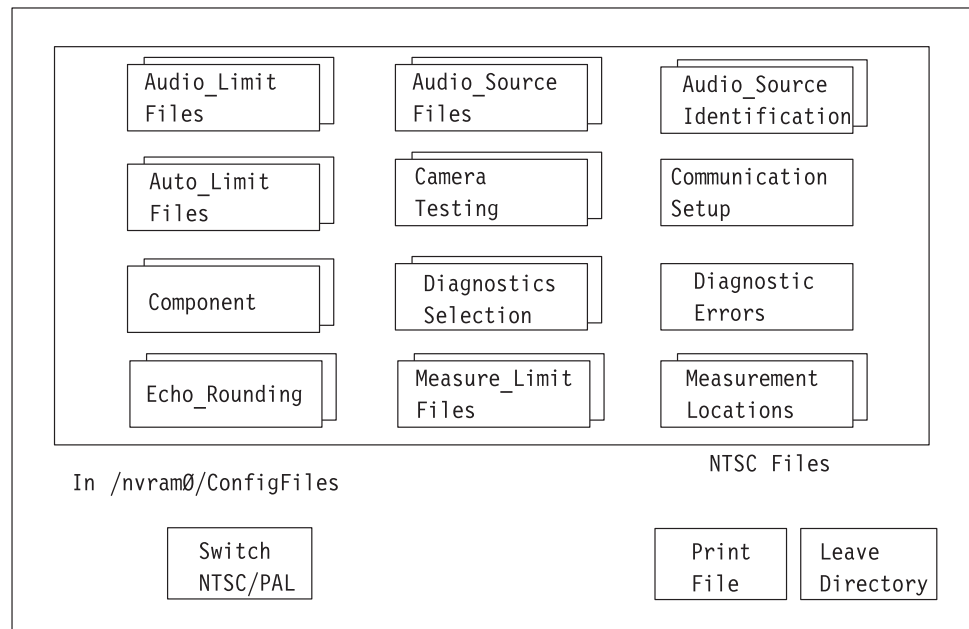 Audio_Limit
Files
Audio_Source
Files
Audio_Source
Identification
Auto_Limit
Files
Camera
Testing
Communication
Setup
Component
Diagnostics
Selection
Diagnostic
Errors
Echo_Rounding
Measure_Limit
Files
Measurement
Locations
NTSC Files
In /nvramØ/ConfigFiles
Switch
NTSC/PAL
Print
File
Leave
Directory